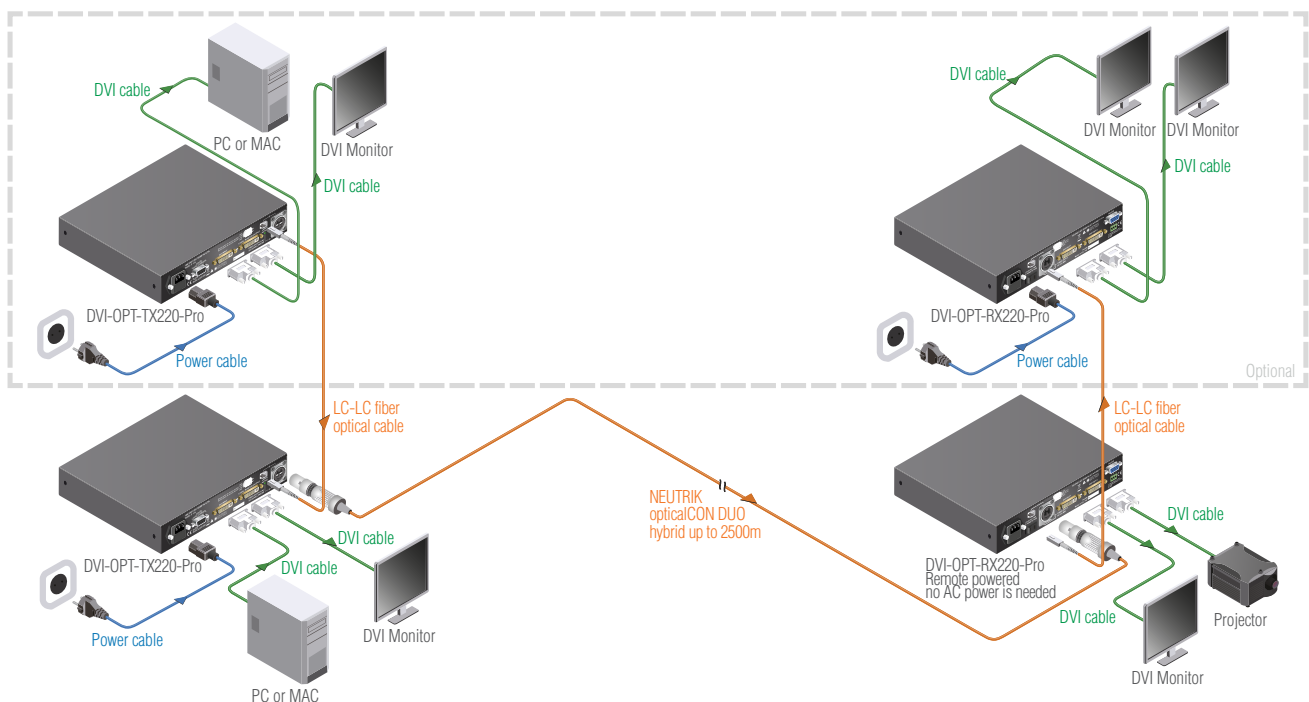 DVI cable
PC or MAC
DVI Monitor
DVI cable
DVI-OPT-TX220-Pro
Power cable
DVI cable
DVI Monitor
DVI Monitor
DVI cable
DVI-OPT-RX220-Pro
Power cable
Optional
LC-LC fiber
optical cable
LC-LC fiber
optical cable
NEUTRIK
opticalCON DUO
hybrid up to 2500m
DVI-OPT-TX220-Pro
Power cable
DVI cable
DVI cable
DVI Monitor
PC or MAC
DVI-OPT-RX220-Pro
Remote powered
no AC power is needed
DVI cable
DVI cable
Projector
DVI Monitor